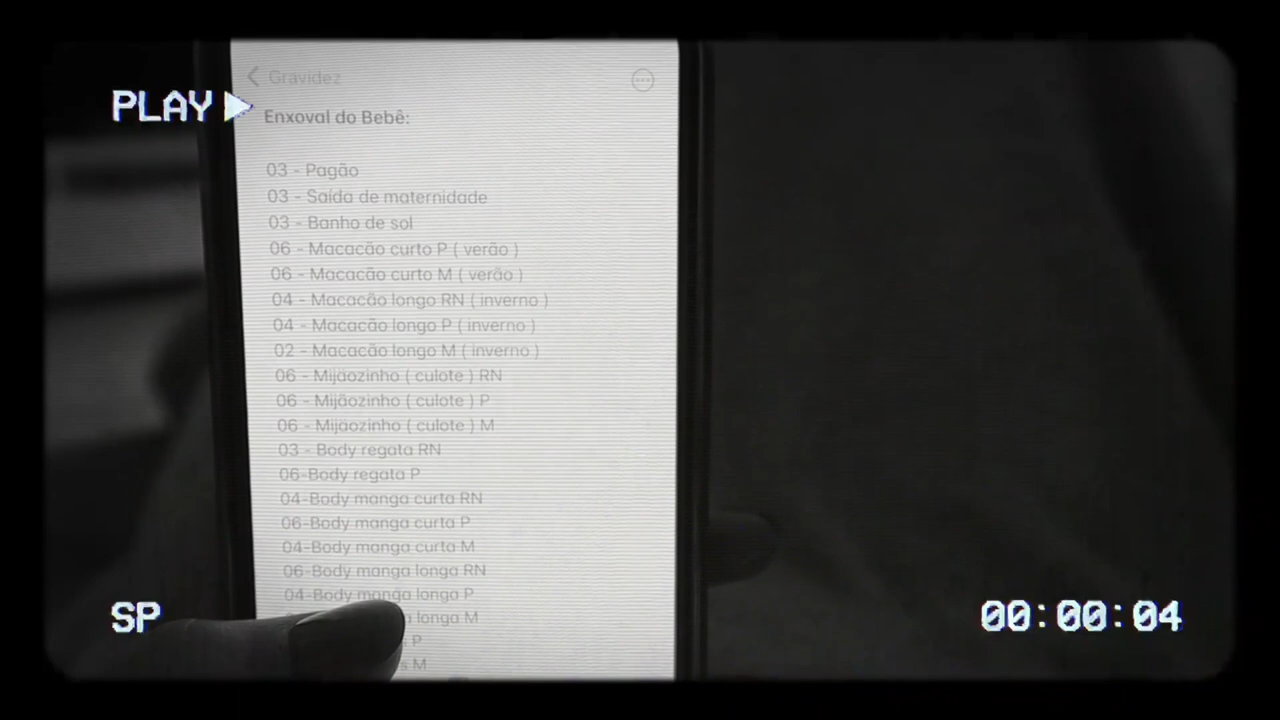 PLAY
Gravidez
Enxoval do Bebê:
03 - Pagão
03 - Saída de maternidade
03 - Banho de sol
06 - Macacão curto P ( verão )
06 - Macacão curto M ( verão )
04 - Macacão longo RN ( inverno )
04 - Macacão longo P ( inverno )
02 - Macacão longo M ( inverno )
06 - Mijãozinho ( culote ) RN
06 - Mijãozinho ( culote ) P
06 - Mijãozinho ( culote ) M
03 - Body regata RN
06-Body regata P
04-Body manga curta RN
06-Body manga curta P
04-Body manga curta M
06-Body manga longa RN
04-Body manga longa P
longa M
P
M
SP
00:00:04